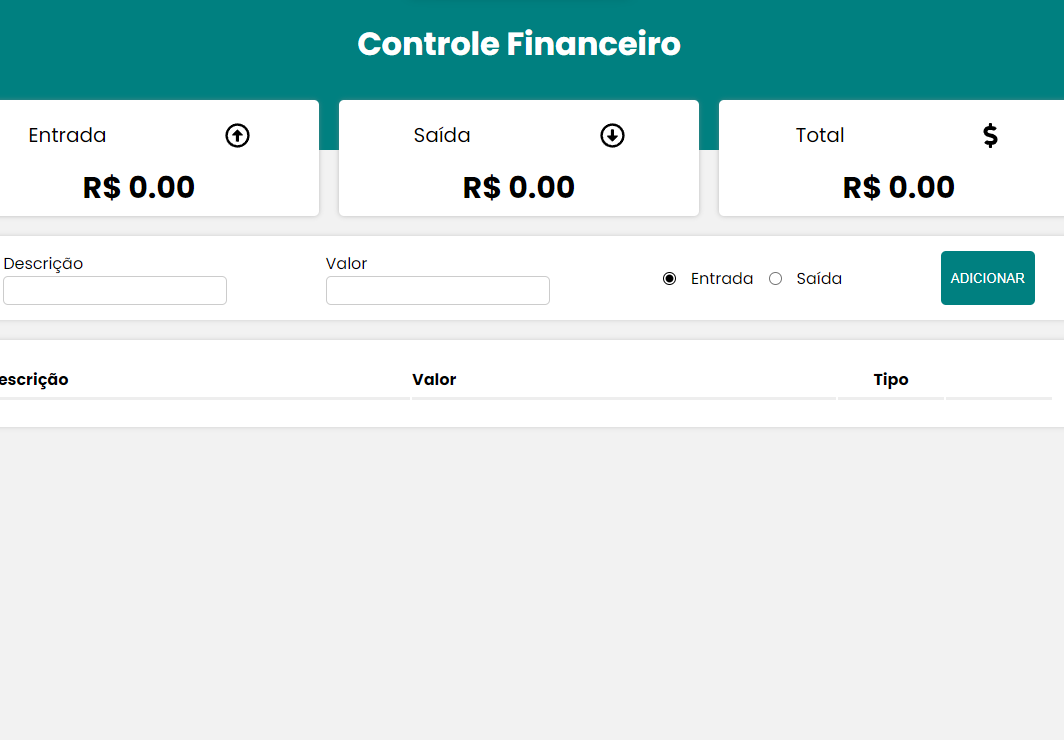 Controle Financeiro
Entrada
Saída
Total
R$ 0.00
R$ 0.00
R$ 0.00
Descrição
Valor
Entrada
Saída
ADICIONAR
escrição
Valor
Tipo